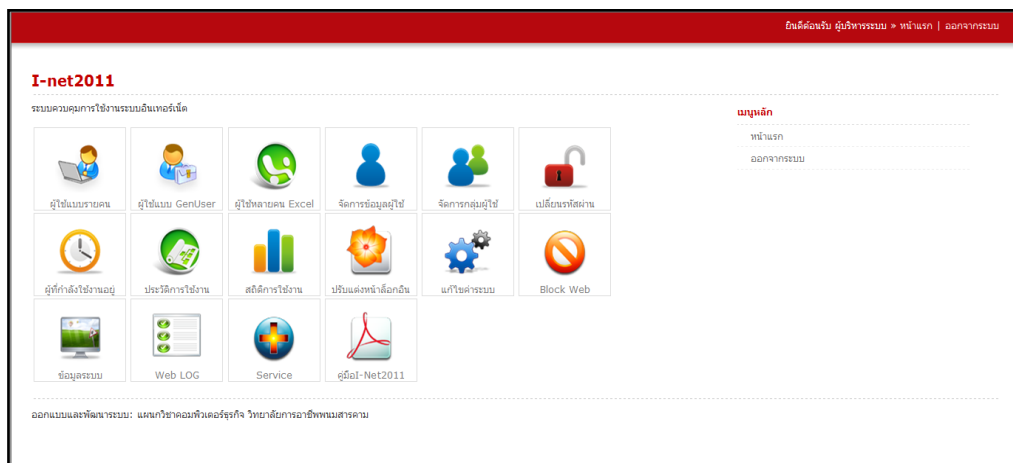 ยินดีต้อนรับ ผู้บริหารระบบ » หน้าแรก | ออกจากระบบ
I-net2011
ระบบควบคุมการใช้งานระบบอินเทอร์เน็ต
เมนูหลัก
หน้าแรก
ออกจากระบบ
ผู้ใช้แบบรายคน
ผู้ใช้แบบ GenUser
ผู้ใช้หลายคน Excel
จัดการข้อมูลผู้ใช้
จัดการกลุ่มผู้ใช้
เปลี่ยนรหัสผ่าน
ผู้ที่กำลังใช้งานอยู่
ประวัติการใช้งาน
สถิติการใช้งาน
ปรับแต่งหน้าล็อกอิน
แก้ไขค่าระบบ
Block Web
ข้อมูลระบบ
Web LOG
Service
คู่มือI-Net2011
ออกแบบและพัฒนาระบบ: แผนกวิชาคอมพิวเตอร์ธุรกิจ วิทยาลัยการอาชีพพนมสารคาม